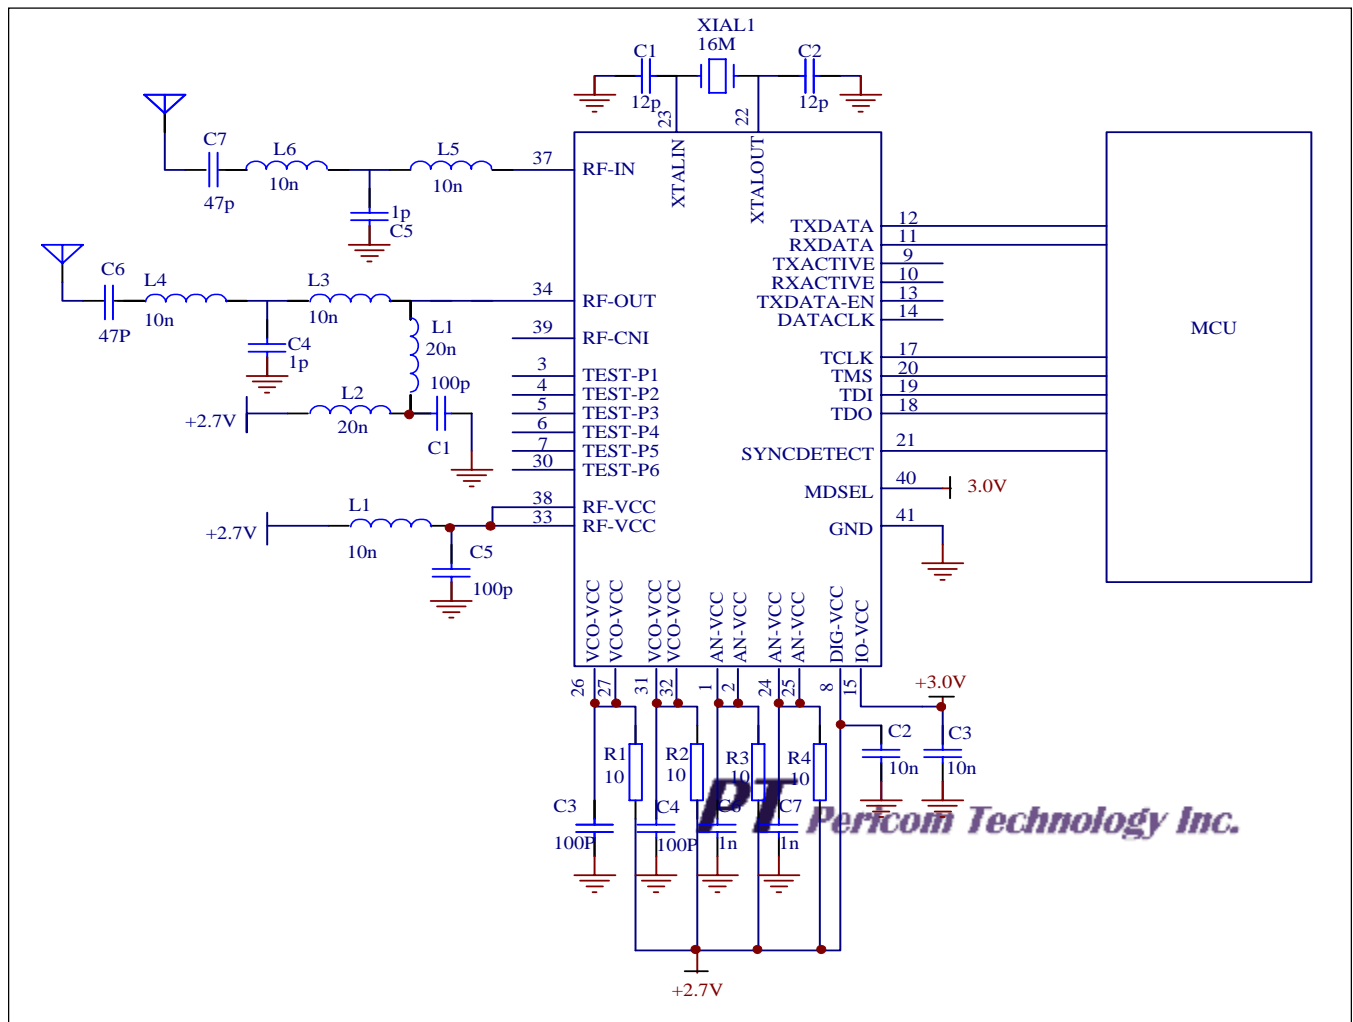 XIAL1
16M
C1
C2
12p
12p
23
22
C7
L6
L5
37
RF-IN
10n
10n
47p
1p
C5
XTALIN
XTALOUT
TXDATA
12
RXDATA
11
TXACTIVE
9
RXACTIVE
10
TXDATA-EN
13
DATACLK
14
C6
L4
L3
34
RF-OUT
47P
10n
10n
C4
1p
L1
20n
39
RF-CNI
MCU
3
TEST-P1
4
TEST-P2
5
TEST-P3
6
TEST-P4
7
TEST-P5
30
TEST-P6
TCLK
17
TMS
20
TDI
19
TDO
18
100p
L2
+2.7V
20n
C1
SYNCDETECT
21
MDSEL
40
3.0V
GND
41
38
RF-VCC
33
RF-VCC
L1
+2.7V
10n
C5
100p
VCO-VCC
VCO-VCC
VCO-VCC
VCO-VCC
AN-VCC
AN-VCC
AN-VCC
AN-VCC
DIG-VCC
IO-VCC
26
27
31
32
1
2
24
25
8
15
+3.0V
C2
10n
C3
10n
R1
10
R2
10
R3
10
R4
10
C3
100P
C4
100P
C6
1n
C7
1n
PT Pericom Technology Inc.
+2.7V